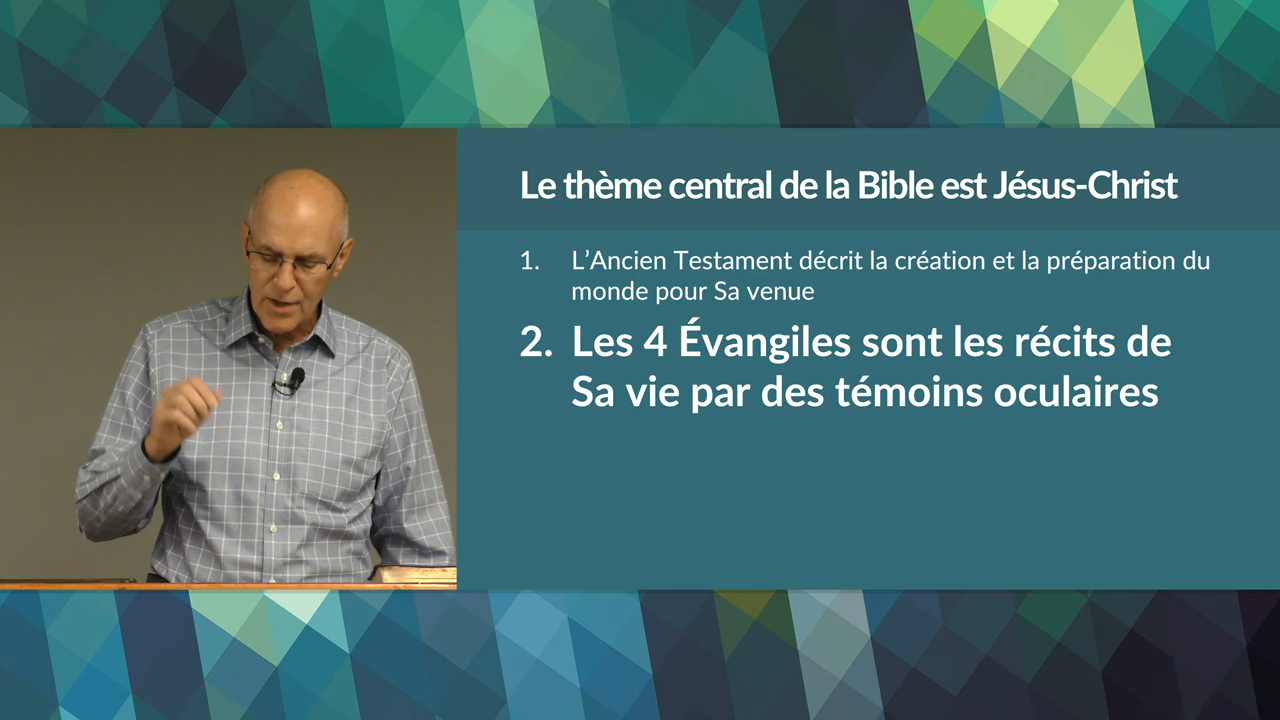 Le thème central de la Bible est Jésus-Christ
1. L’Ancien Testament décrit la création et la préparation du
monde pour Sa venue
2. Les 4 Évangiles sont les récits de
Sa vie par des témoins oculaires